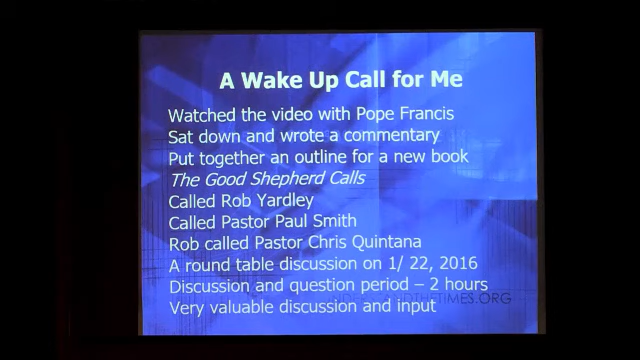 A Wake Up Call for Me
Watched the video with Pope Francis
Sat down and wrote a commentary
Put together an outline for a new book
The Good Shepherd Calls
Called Rob Yardley
Called Pastor Paul Smith
Rob called Pastor Chris Quintana
A round table discussion on 1/ 22, 2016
Discussion and question period – 2 hours
Very valuable discussion and input